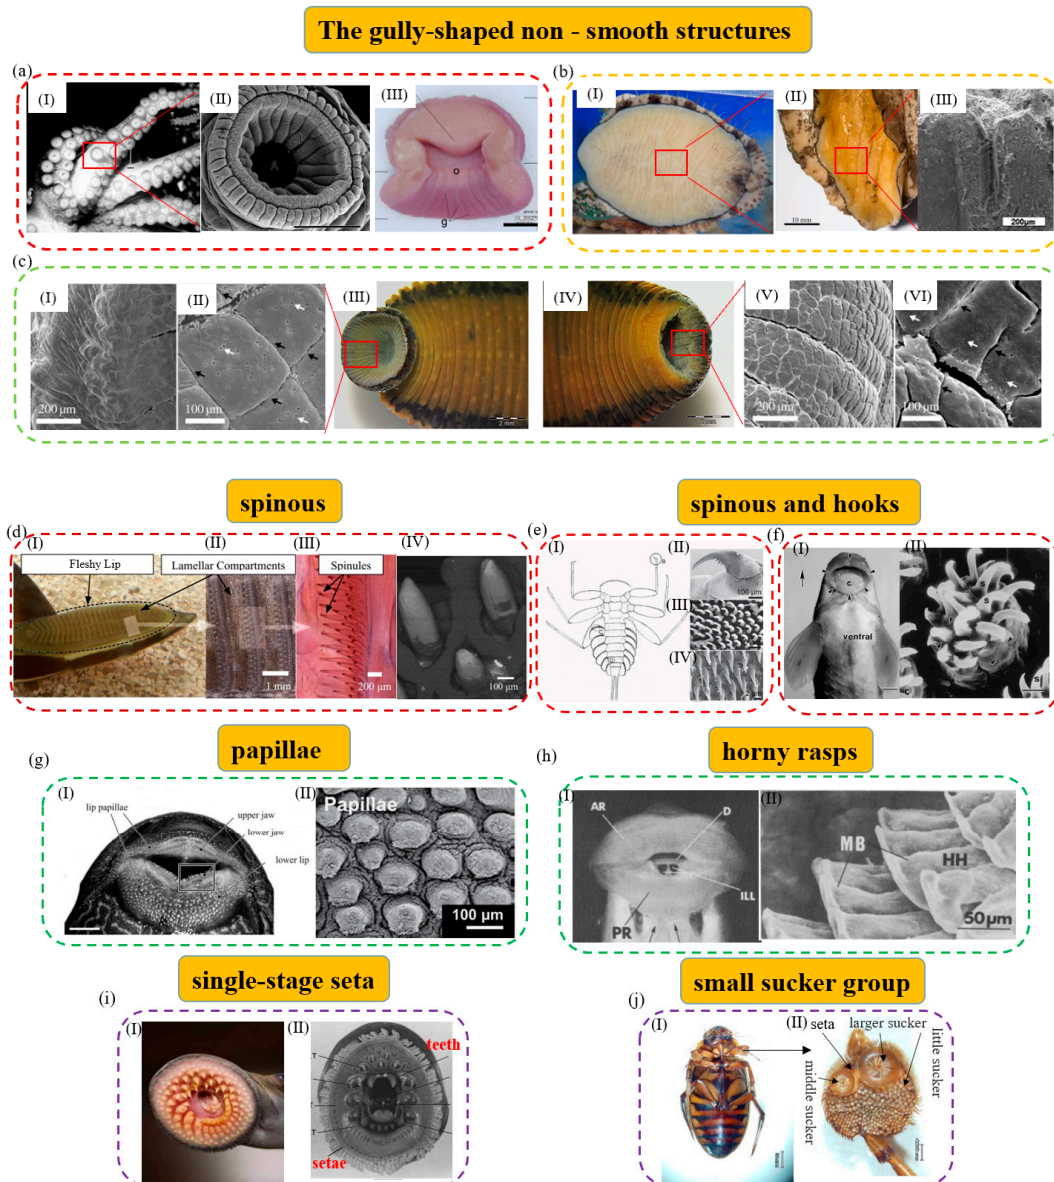 The gully-shaped non - smooth structures
(a)
(I)
(II)
A
(III)
o
g
(b)
(I)
(II)
10 mm
(III)
200μm
(c)
(I)
200 μm
(II)
100 μm
(III)
2 mm
(IV)
(V)
200 μm
(VI)
100 μm
spinous
(d)
(I)
Fleshy Lip
Lamellar Compartments
(II)
1 mm
(III)
Spinules
200 μm
(IV)
100 μm
spinous and hooks
(e)
(I)
(II)
100 μm
(III)
(IV)
(f)
(I)
c
ventral
(II)
s
c
s
papillae
(g)
(I)
lip papillae
upper jaw
lower jaw
lower lip
(II)
Papillae
100 μm
horny rasps
(h)
(I)
AR
D
ILL
PR
(II)
MB
HH
50μm
single-stage seta
(i)
(I)
(II)
teeth
setae
small sucker group
(j)
(I)
(II)
seta
larger sucker
little sucker
middle sucker